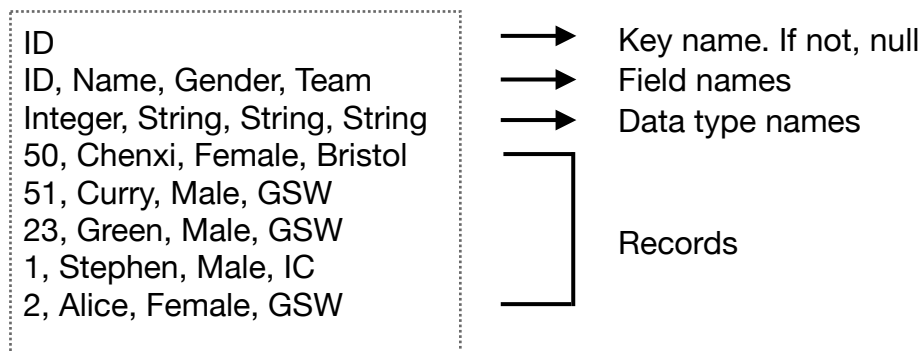 ID
Key name. If not, null
ID, Name, Gender, Team
Field names
Integer, String, String, String
Data type names
50, Chenxi, Female, Bristol
51, Curry, Male, GSW
23, Green, Male, GSW
1, Stephen, Male, IC
2, Alice, Female, GSW
Records